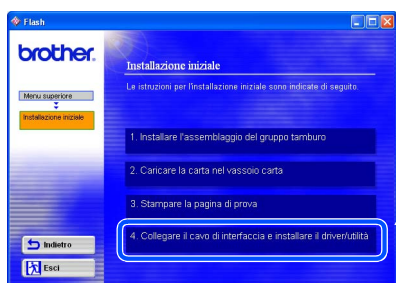 Flash
brother.
Menu superiore
Installazione iniziale
Installazione iniziale
Le istruzioni per l'installazione iniziale sono indicate di seguito.
1. Installare l'assemblaggio del gruppo tamburo
2. Caricare la carta nel vassoio carta
3. Stampare la pagina di prova
4. Collegare il cavo di interfaccia e installare il driver/utilità
Indietro
Esci